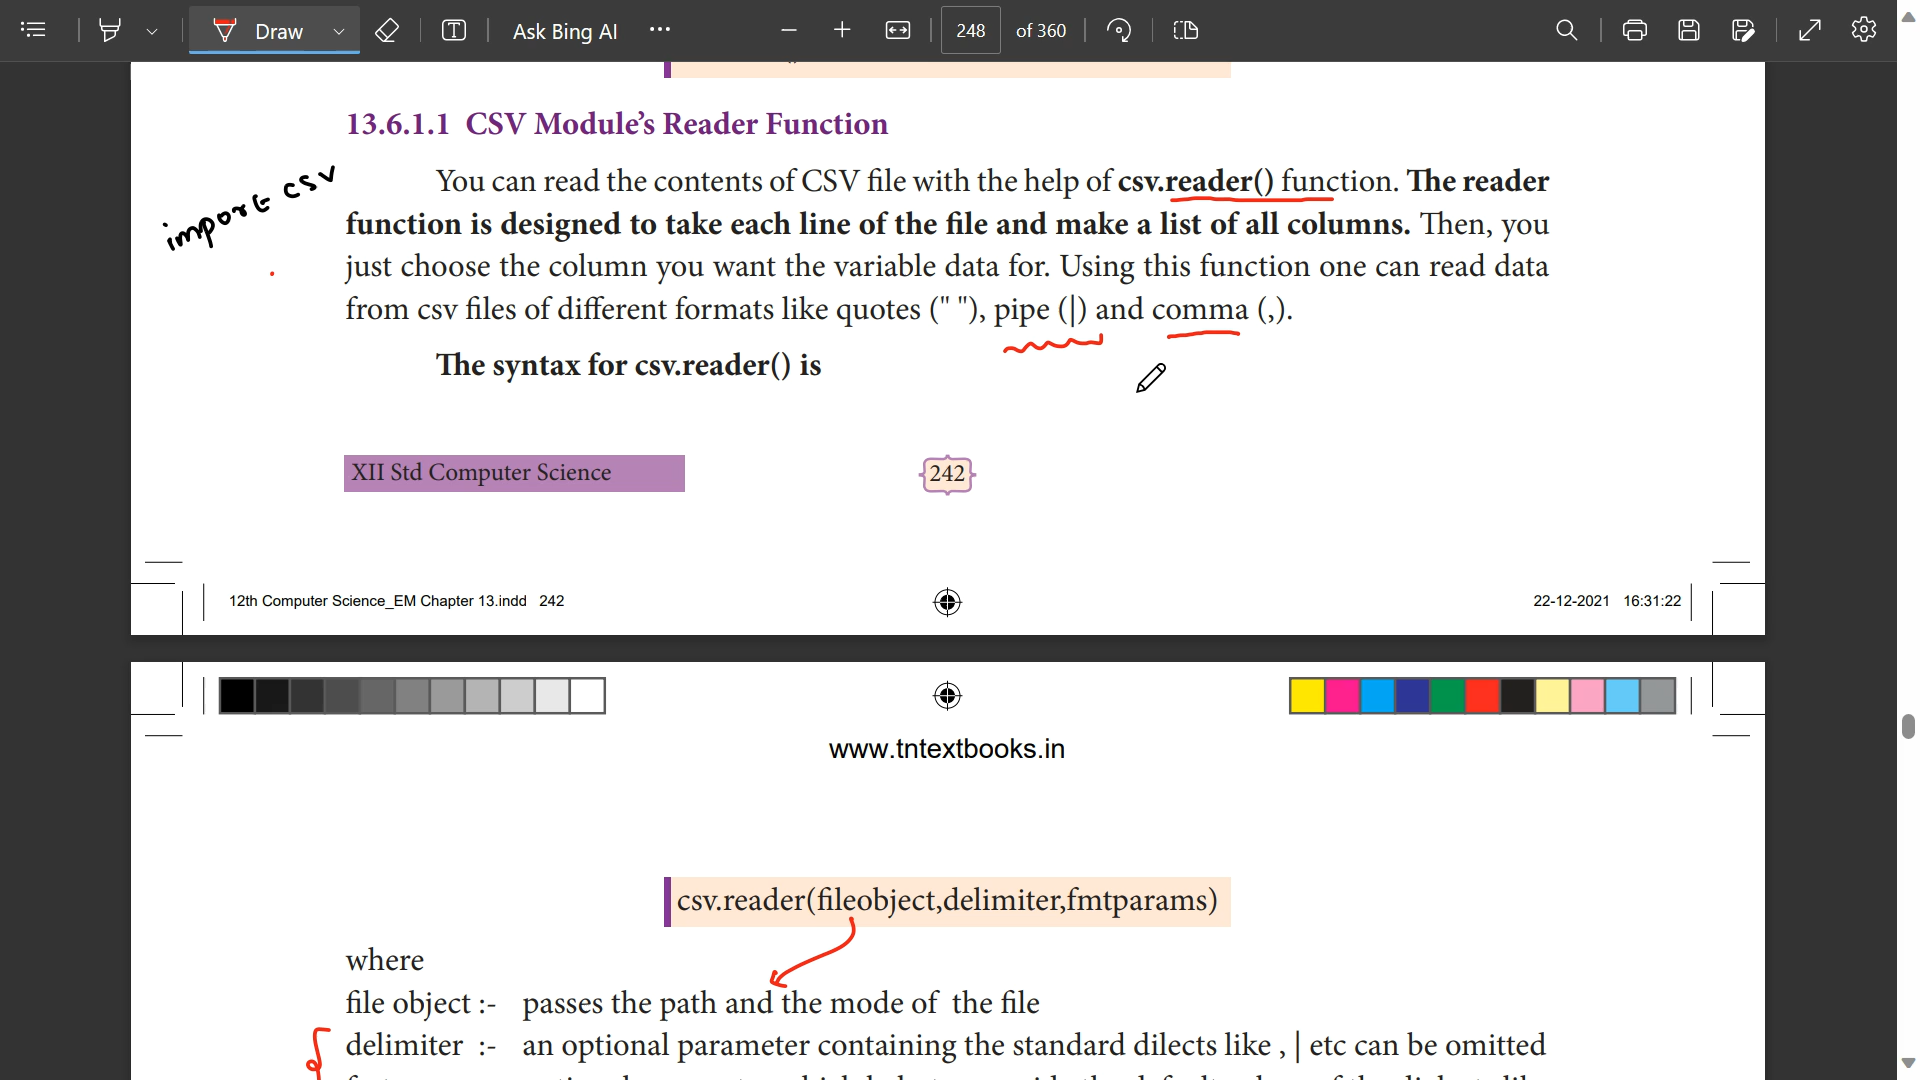 Draw
Ask Bing AI
248 of 360
13.6.1.1 CSV Module's Reader Function
import csv
You can read the contents of CSV file with the help of csv.reader() function. The reader
function is designed to take each line of the file and make a list of all columns. Then, you
just choose the column you want the variable data for. Using this function one can read data
from csv files of different formats like quotes (" "), pipe (|) and comma (,).
The syntax for csv.reader() is
XII Std Computer Science
242
12th Computer Science_EM Chapter 13.indd 242
22-12-2021 16:31:22
www.tntextbooks.in
csv.reader(fileobject,delimiter,fmtparams)
where
file object :- passes the path and the mode of the file
delimiter :- an optional parameter containing the standard dilects like , | etc can be omitted